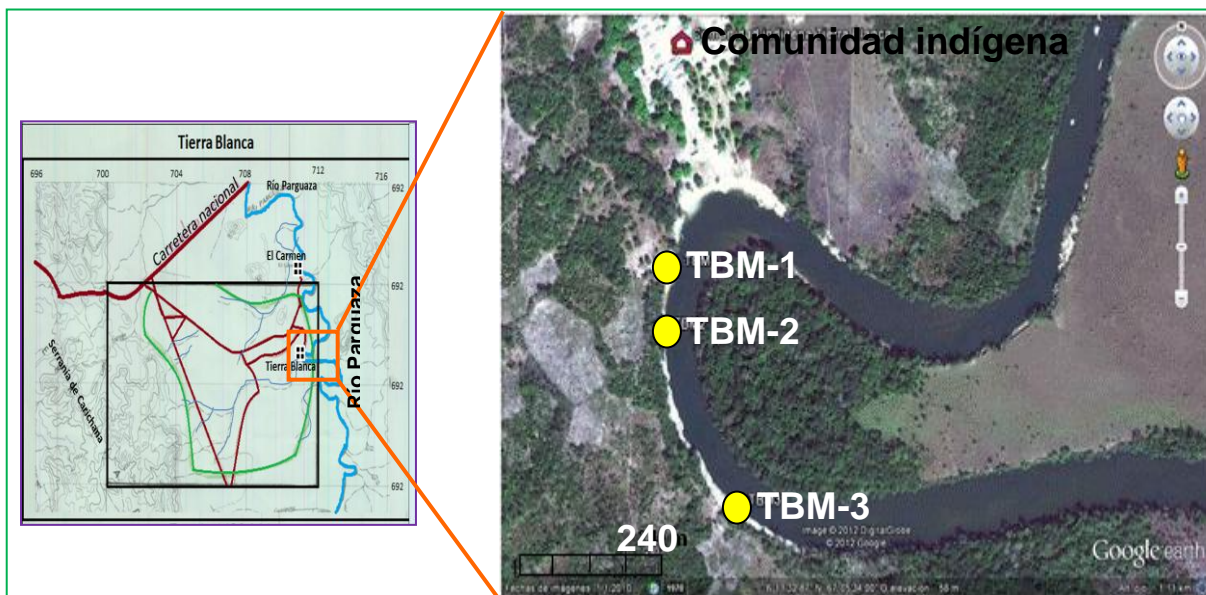 Tierra Blanca
696 700 704 708 712 716
692
Río Parguaza
Carretera nacional
El Carmen
692
Serranía de Carichana
Tierra Blanca
Río Parguaza
692
692
Comunidad indígena
TBM-1
TBM-2
TBM-3
240
image © 2012 DigitalGlobe
© 2012 Google
Google earth